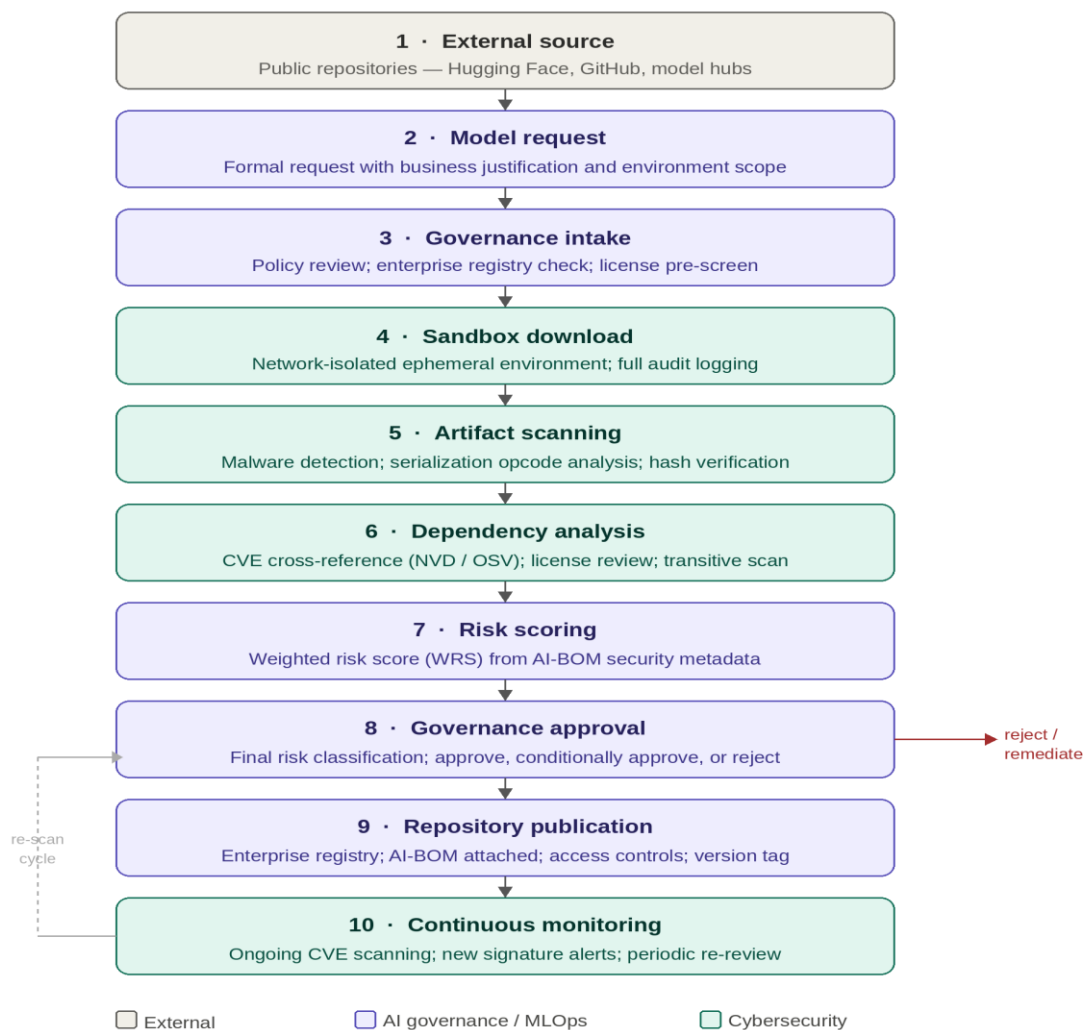 1 · External source
Public repositories — Hugging Face, GitHub, model hubs
2 · Model request
Formal request with business justification and environment scope
3 · Governance intake
Policy review; enterprise registry check; license pre-screen
4 · Sandbox download
Network-isolated ephemeral environment; full audit logging
5 · Artifact scanning
Malware detection; serialization opcode analysis; hash verification
6 · Dependency analysis
CVE cross-reference (NVD / OSV); license review; transitive scan
7 · Risk scoring
Weighted risk score (WRS) from AI-BOM security metadata
8 · Governance approval
Final risk classification; approve, conditionally approve, or reject
reject /
remediate
9 · Repository publication
Enterprise registry; AI-BOM attached; access controls; version tag
re-scan
cycle
10 · Continuous monitoring
Ongoing CVE scanning; new signature alerts; periodic re-review
External
AI governance / MLOps
Cybersecurity